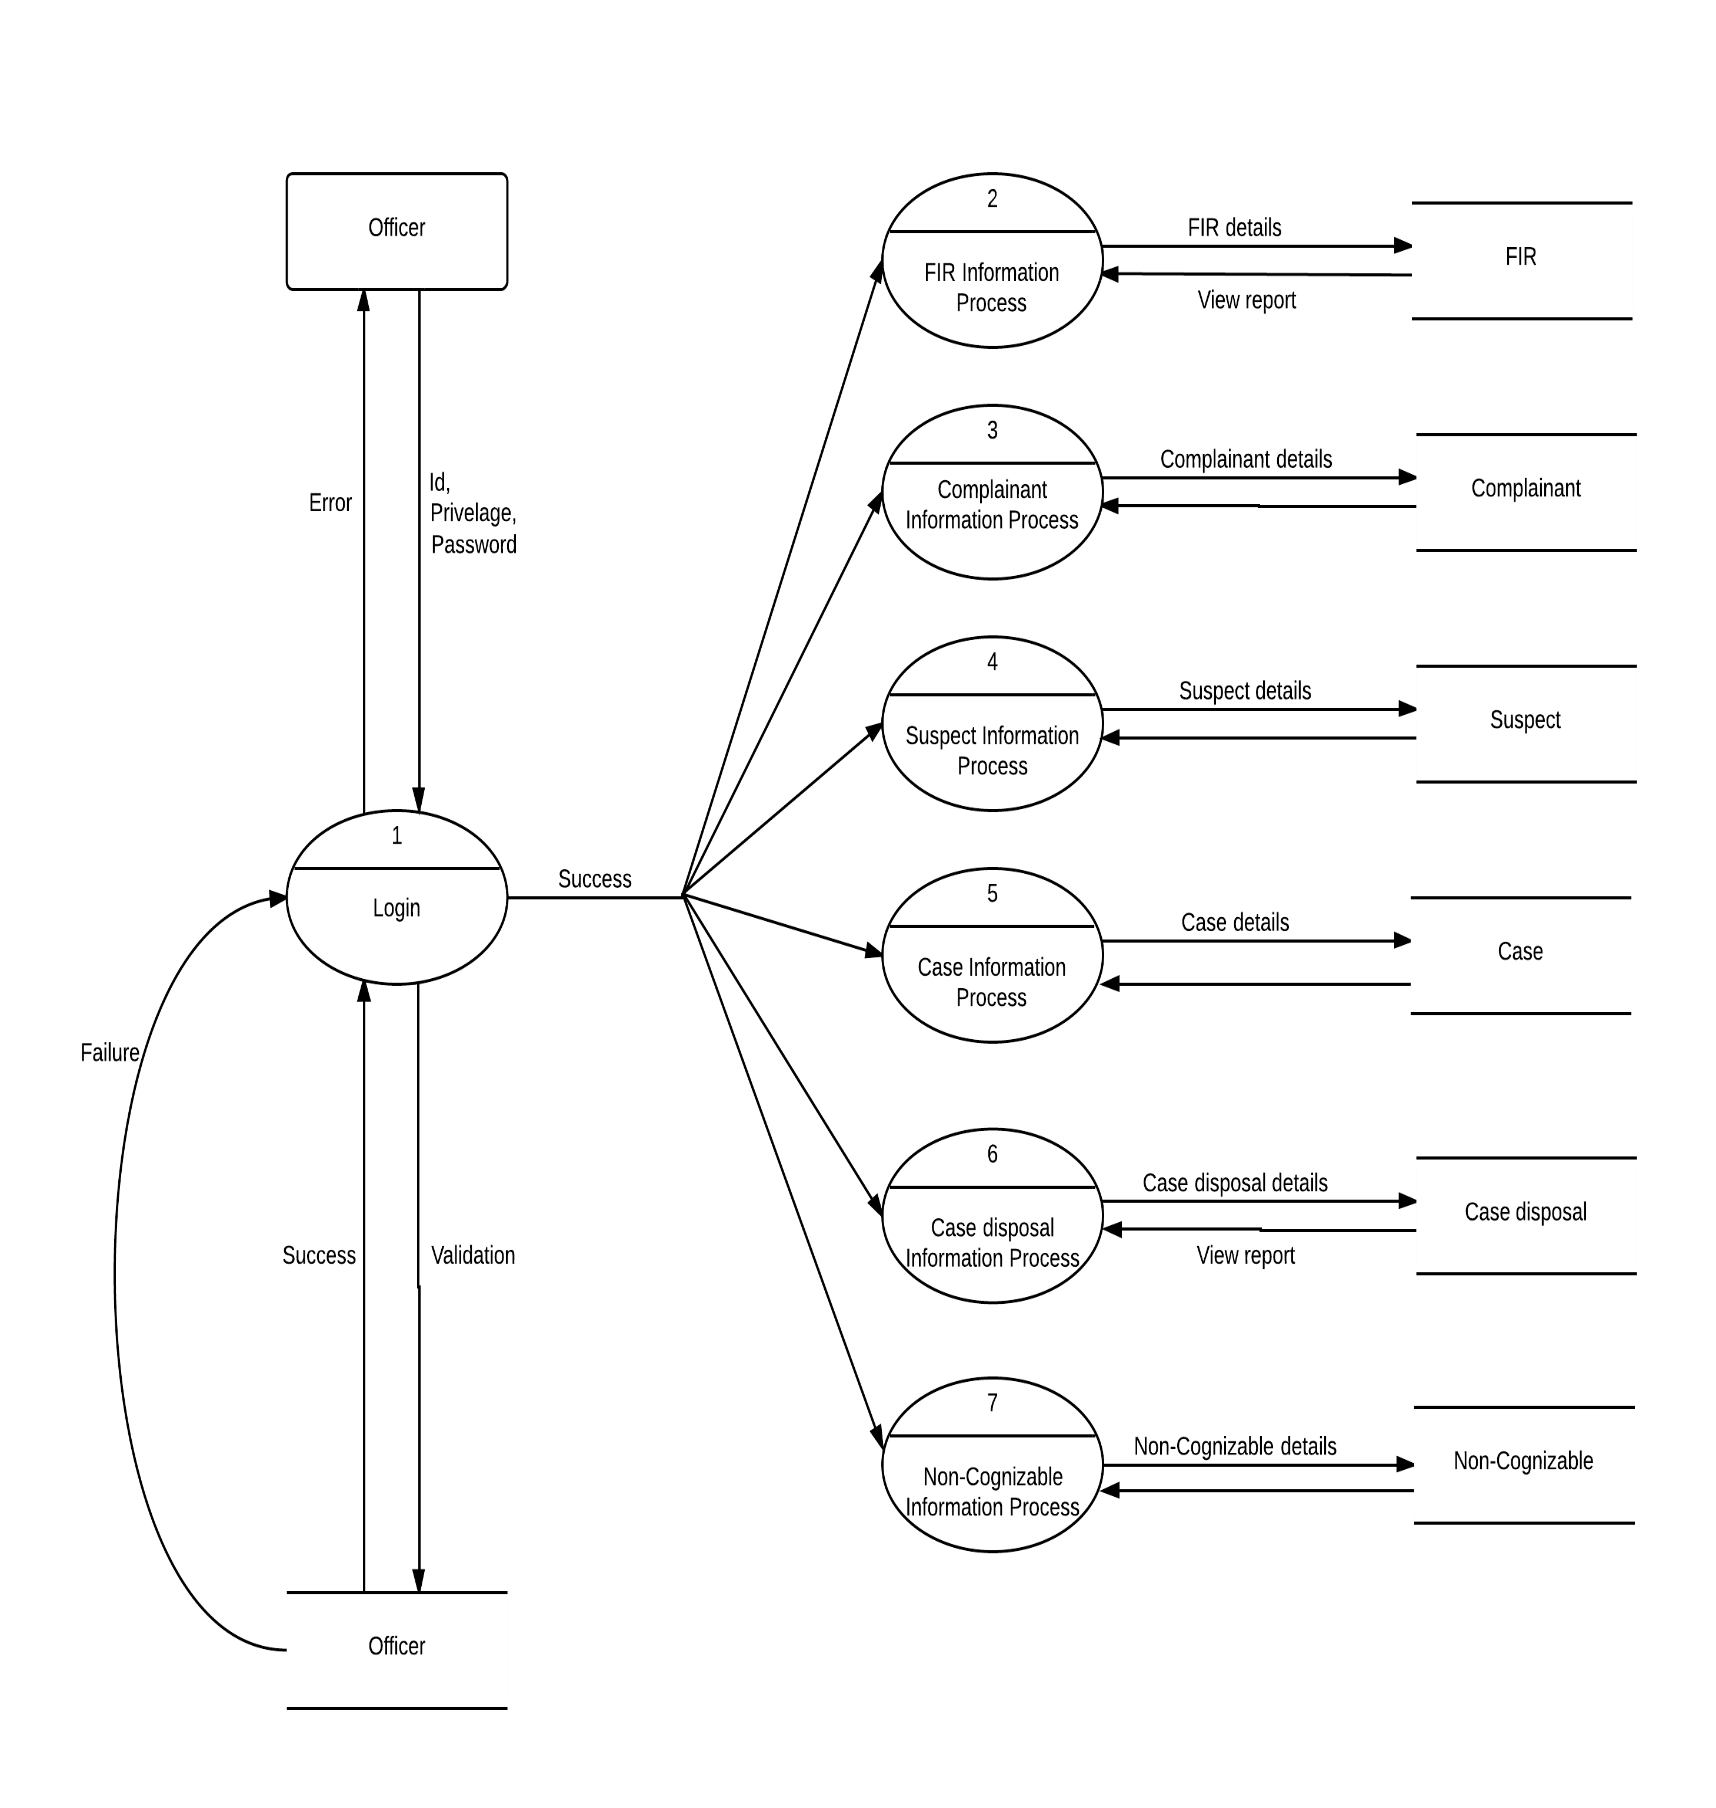 Officer
Error
Id,
Privelage,
Password
1
Login
Success
Failure
Success
Validation
Officer
2
FIR Information
Process
FIR details
View report
FIR
3
Complainant
Information Process
Complainant details
Complainant
4
Suspect Information
Process
Suspect details
Suspect
5
Case Information
Process
Case details
Case
6
Case disposal
Information Process
Case disposal details
View report
Case disposal
7
Non-Cognizable
Information Process
Non-Cognizable details
Non-Cognizable